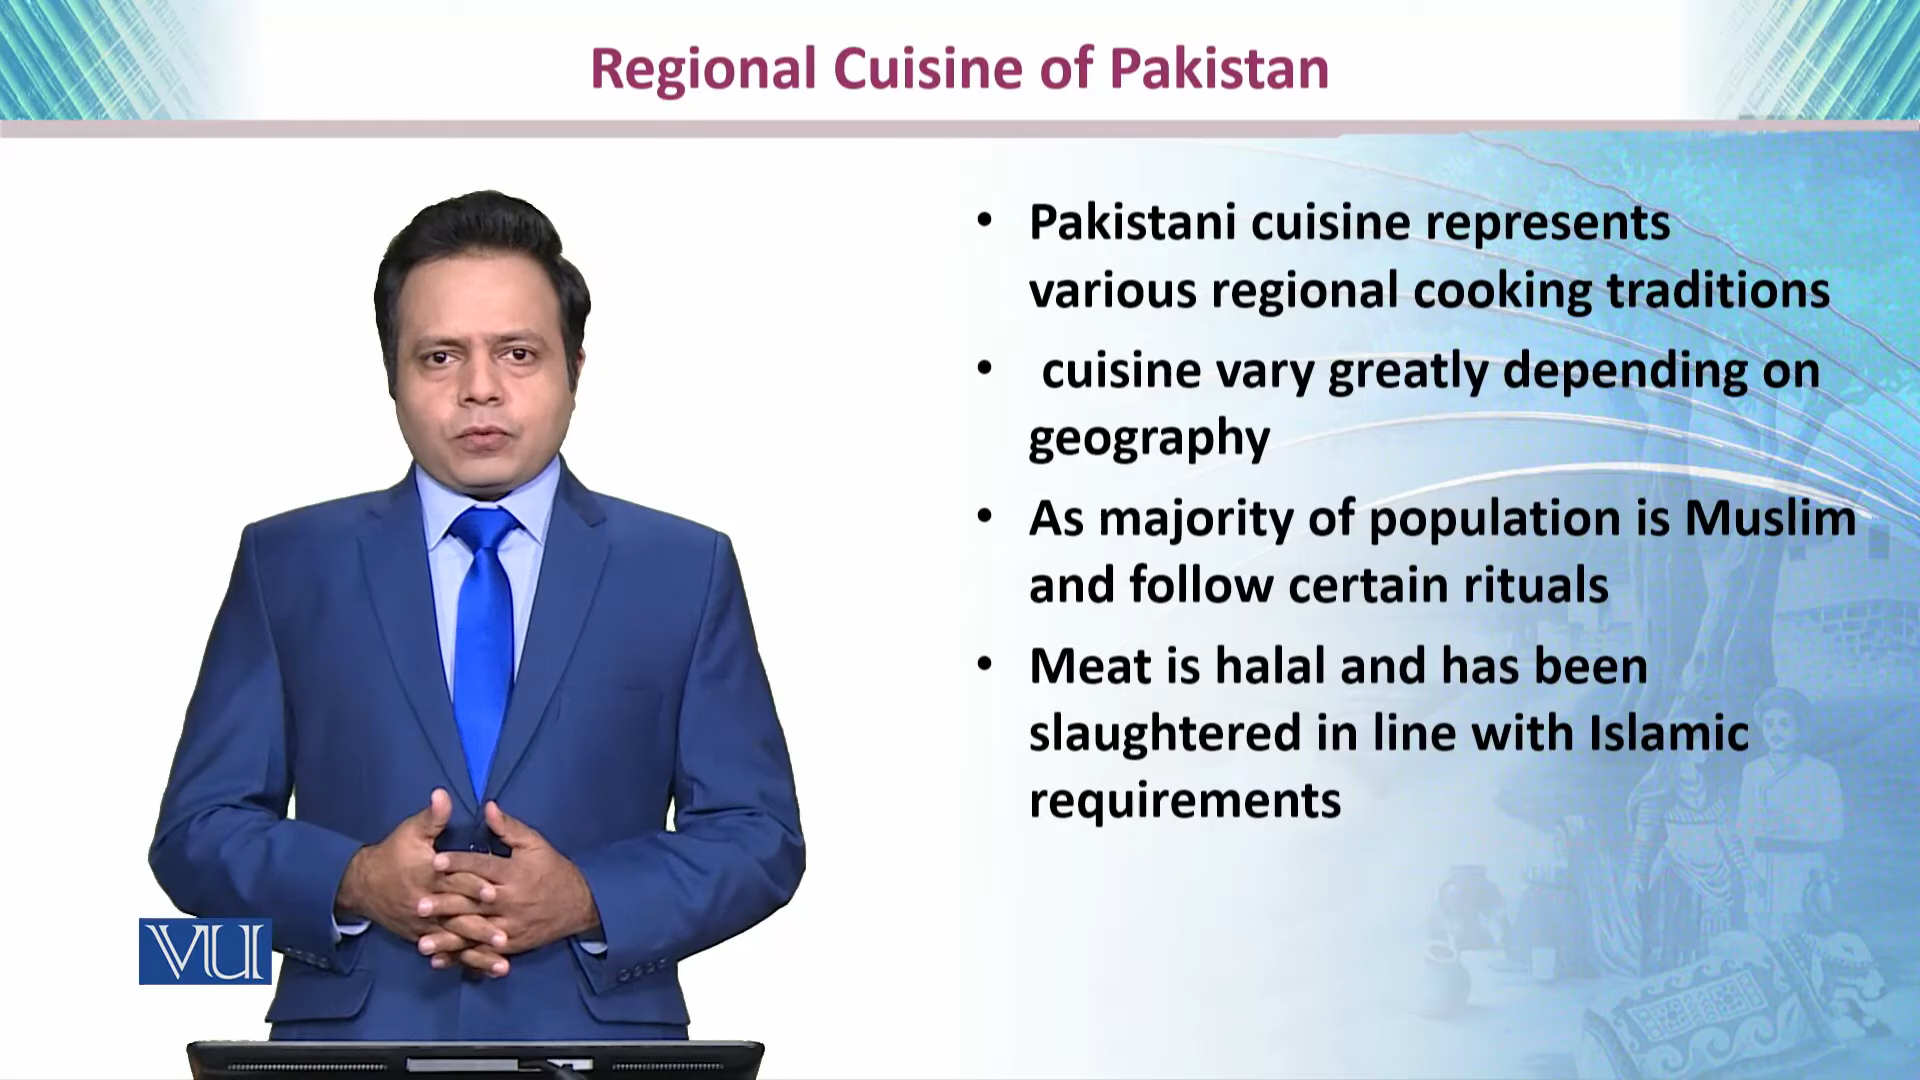 Regional Cuisine of Pakistan
• Pakistani cuisine represents
various regional cooking traditions
• cuisine vary greatly depending on
geography
• As majority of population is Muslim
and follow certain rituals
• Meat is halal and has been
slaughtered in line with Islamic
requirements
VU